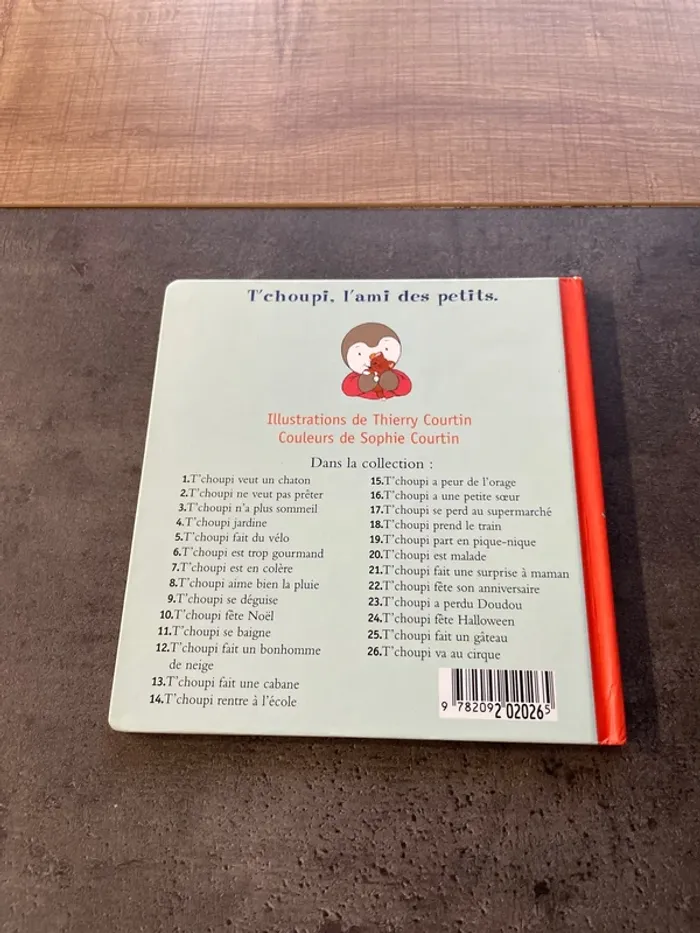 T'choupi, l'ami des petits.
Illustrations de Thierry Courtin
Couleurs de Sophie Courtin
Dans la collection :
1.T'choupi veut un chaton
2.T'choupi ne veut pas prêter
3.T'choupi n'a plus sommeil
4.T'choupi jardine
5.T'choupi fait du vélo
6.T'choupi est trop gourmand
7.T'choupi est en colère
8.T'choupi aime bien la pluie
9.T'choupi se déguise
10.T'choupi fête Noël
11.T'choupi se baigne
12.T'choupi fait un bonhomme
de neige
13.T'choupi fait une cabane
14.T'choupi rentre à l'école
15.T'choupi a peur de l'orage
16.T'choupi a une petite sœur
17.T'choupi se perd au supermarché
18.T'choupi prend le train
19.T'choupi part en pique-nique
20.T'choupi est malade
21.T'choupi fait une surprise à maman
22.T'choupi fête son anniversaire
23.T'choupi a perdu Doudou
24.T'choupi fête Halloween
25.T'choupi fait un gâteau
26.T'choupi va au cirque
9 782092 020265